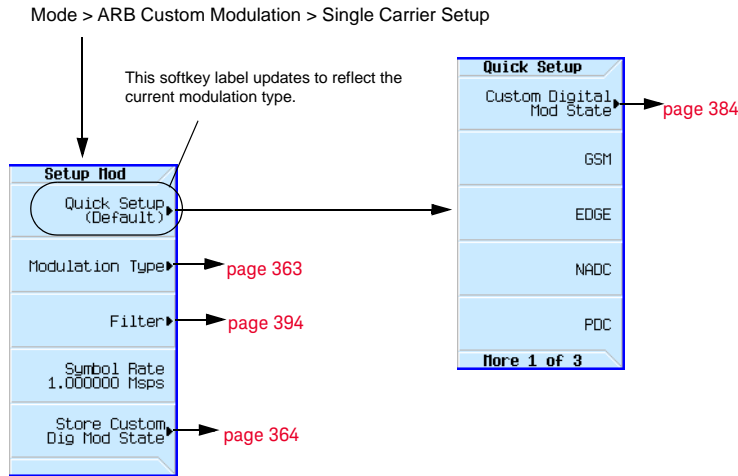 Mode > ARB Custom Modulation > Single Carrier Setup
This softkey label updates to reflect the
current modulation type.
Setup Mod
Quick Setup
(Default)
Modulation Type
page 363
Filter
page 394
Symbol Rate
1.000000 Msps
Store Custom
Dig Mod State
page 364
Quick Setup
Custom Digital
Mod State
page 384
GSM
EDGE
NADC
PDC
More 1 of 3